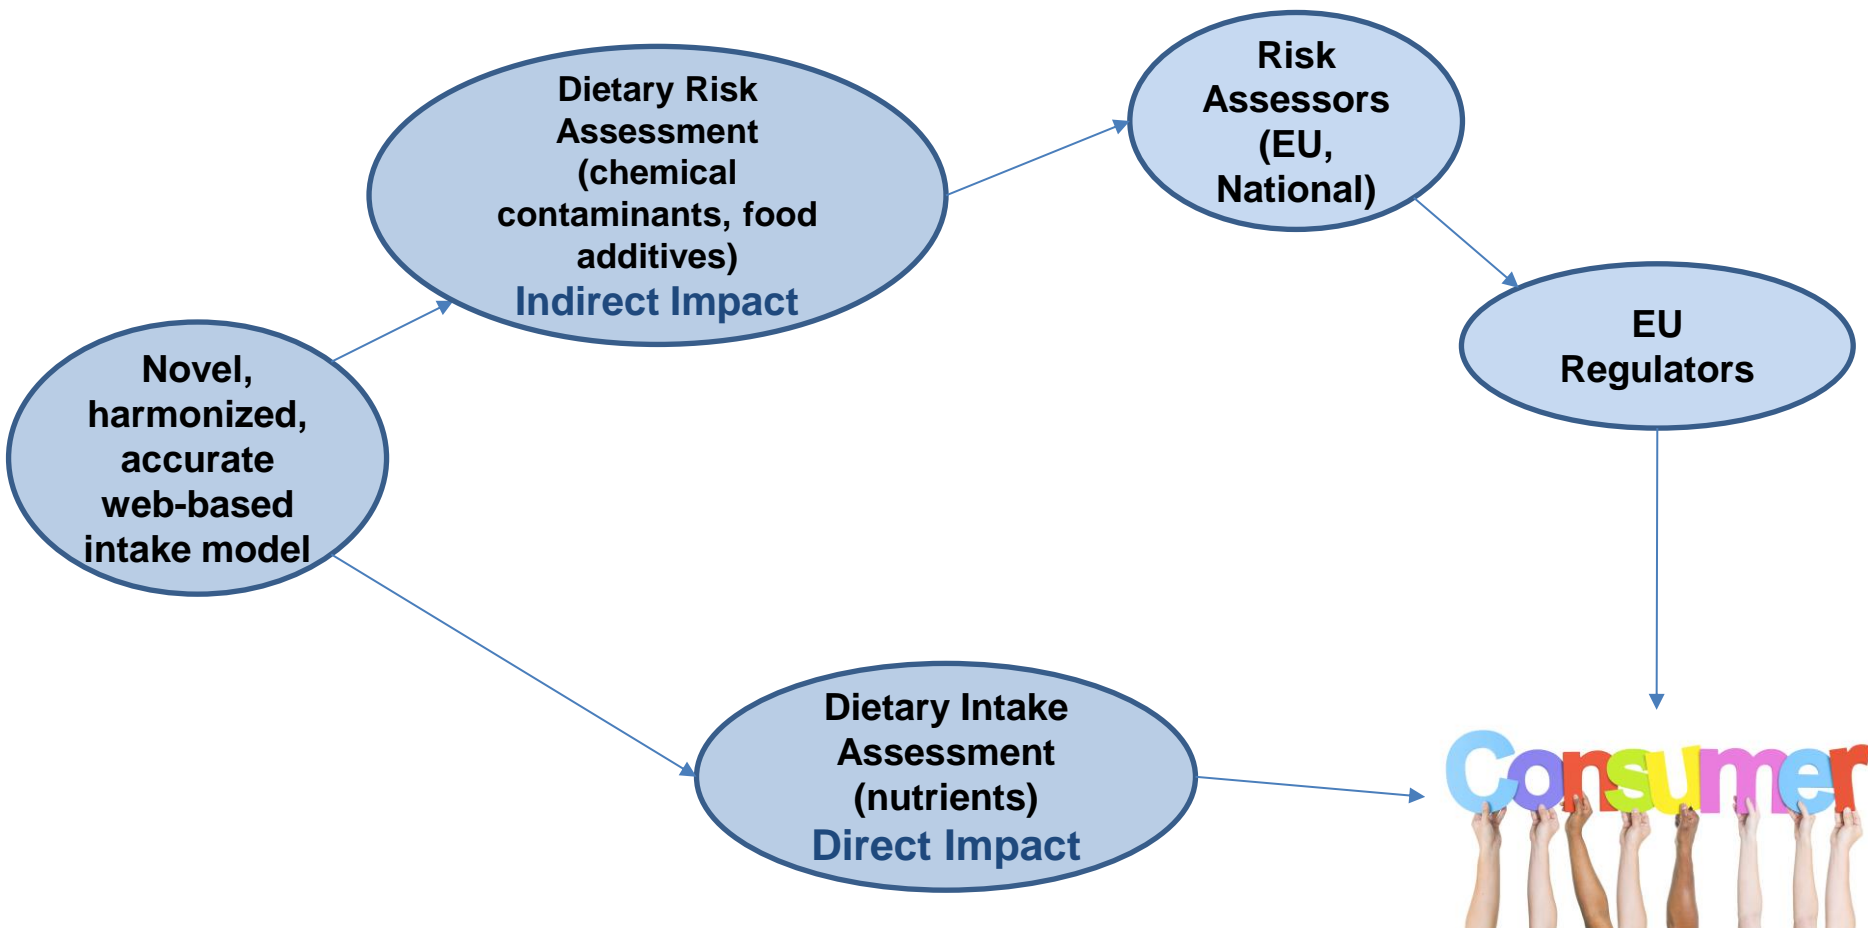 Novel,
harmonized,
accurate
web-based
intake model
Dietary Risk
Assessment
(chemical
contaminants, food
additives)
Indirect Impact
Risk
Assessors
(EU,
National)
EU
Regulators
Dietary Intake
Assessment
(nutrients)
Direct Impact
Consumer